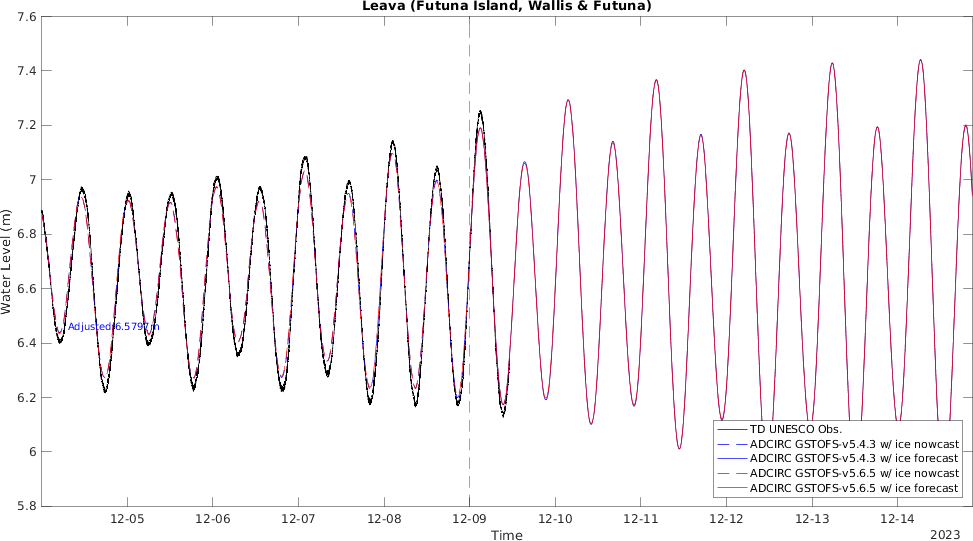 Leava (Futuna Island, Wallis & Futuna)
7.6
7.4
7.2
7
6.8
6.6
6.4
6.2
6
5.8
Water Level (m)
Adjusted:6.5797m
TD UNESCO Obs.
ADCIRC GSTOFS-v5.4.3 w/ ice nowcast
ADCIRC GSTOFS-v5.4.3 w/ ice forecast
ADCIRC GSTOFS-v5.6.5 w/ ice nowcast
ADCIRC GSTOFS-v5.6.5 w/ ice forecast
12-05 12-06 12-07 12-08 12-09 12-10 12-11 12-12 12-13 12-14
Time
2023